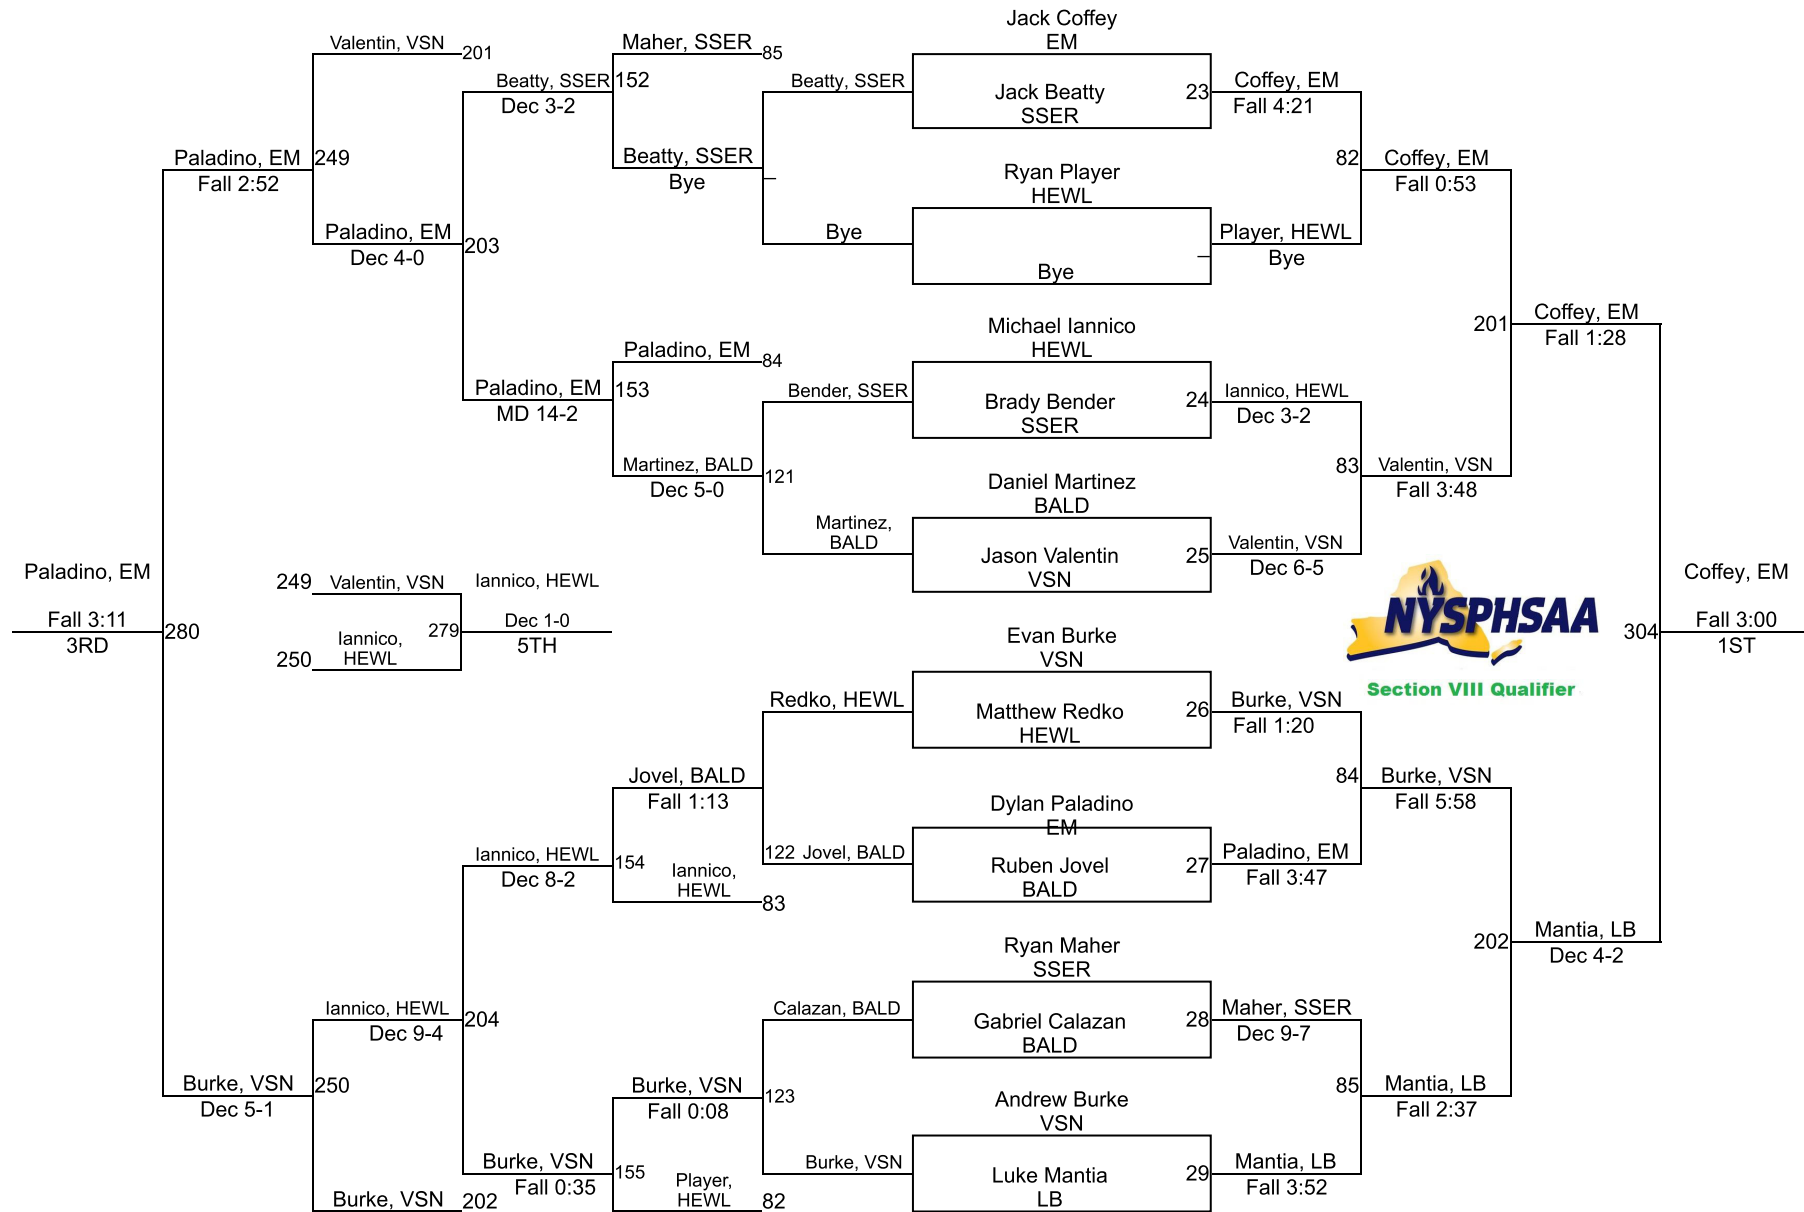 Jack Coffey
EM
Valentin, VSN
201
Maher, SSER
85
Beatty, SSER
152
Dec 3-2
Beatty, SSER
Jack Beatty
SSER
23
Coffey, EM
Fall 4:21
Paladino, EM
249
Fall 2:52
Beatty, SSER
Bye
_
Ryan Player
HEWL
82
Coffey, EM
Fall 0:53
Paladino, EM
203
Dec 4-0
Bye
Bye
_
Player, HEWL
Bye
Michael Iannico
HEWL
201
Coffey, EM
Fall 1:28
Paladino, EM
84
Paladino, EM
153
MD 14-2
Bender, SSER
Brady Bender
SSER
24
Iannico, HEWL
Dec 3-2
Martinez, BALD
121
Dec 5-0
Daniel Martinez
BALD
83
Valentin, VSN
Fall 3:48
Martinez,
BALD
Jason Valentin
VSN
25
Valentin, VSN
Dec 6-5
Paladino, EM
Fall 3:11
3RD
280
249
Valentin, VSN
250
Iannico,
HEWL
279
Iannico, HEWL
Dec 1-0
5TH
NYSPHSAA
Section VIII Qualifier
304
Coffey, EM
Fall 3:00
1ST
Evan Burke
VSN
Redko, HEWL
Matthew Redko
HEWL
26
Burke, VSN
Fall 1:20
Jovel, BALD
Fall 1:13
Dylan Paladino
EM
84
Burke, VSN
Fall 5:58
Iannico, HEWL
154
Dec 8-2
Iannico,
HEWL
83
122
Jovel, BALD
Ruben Jovel
BALD
27
Paladino, EM
Fall 3:47
Ryan Maher
SSER
202
Mantia, LB
Dec 4-2
Iannico, HEWL
204
Dec 9-4
Calazan, BALD
Gabriel Calazan
BALD
28
Maher, SSER
Dec 9-7
Burke, VSN
250
Dec 5-1
Burke, VSN
123
Fall 0:08
Andrew Burke
VSN
85
Mantia, LB
Fall 2:37
Burke, VSN
155
Fall 0:35
Burke, VSN
Luke Mantia
LB
29
Mantia, LB
Fall 3:52
Burke, VSN
202
Player,
HEWL
82